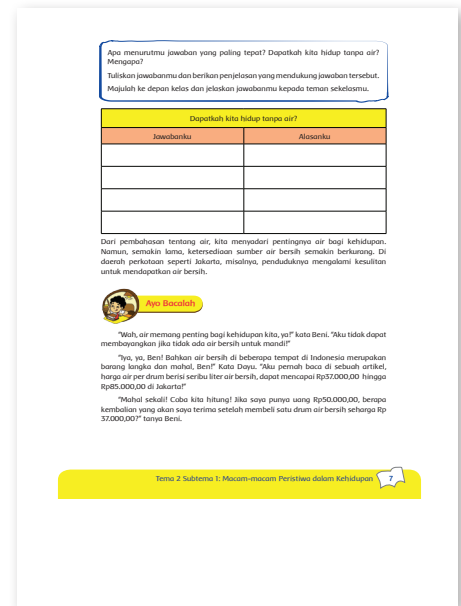 Apa menurutmu jawaban yang paling tepat? Dapatkah kita hidup tanpa air?
Mengapa?
Tuliskan jawabanmu dan berikan penjelasan yang mendukung jawaban tersebut.
Majulah ke depan kelas dan jelaskan jawabanmu kepada teman sekelasmu.
Dapatkah kita hidup tanpa air?
Jawabanku Alasanku
Dari pembahasan tentang air, kita menyadari pentingnya air bagi kehidupan.
Namun, semakin lama, ketersediaan sumber air bersih semakin berkurang. Di
daerah perkotaan seperti Jakarta, misalnya, penduduknya mengalami kesulitan
untuk mendapatkan air bersih.
Ayo Bacalah
"Wah, air memang penting bagi kehidupan kita, ya!" kata Beni. "Aku tidak dapat
membayangkan jika tidak ada air bersih untuk mandi!"
"Iya, ya, Ben! Bahkan air bersih di beberapa tempat di Indonesia merupakan
barang langka dan mahal, Ben!" Kata Dayu. "Aku pernah baca di sebuah artikel,
harga air per drum berisi seribu liter air bersih, dapat mencapai Rp37.000,00 hingga
Rp85.000,00 di Jakarta!"
"Mahal sekali! Coba kita hitung! Jika saya punya uang Rp50.000,00, berapa
kembalian yang akan saya terima setelah membeli satu drum air bersih seharga Rp
37.000,00?" tanya Beni.
Tema 2 Subtema 1: Macam-macam Peristiwa dalam Kehidupan 7